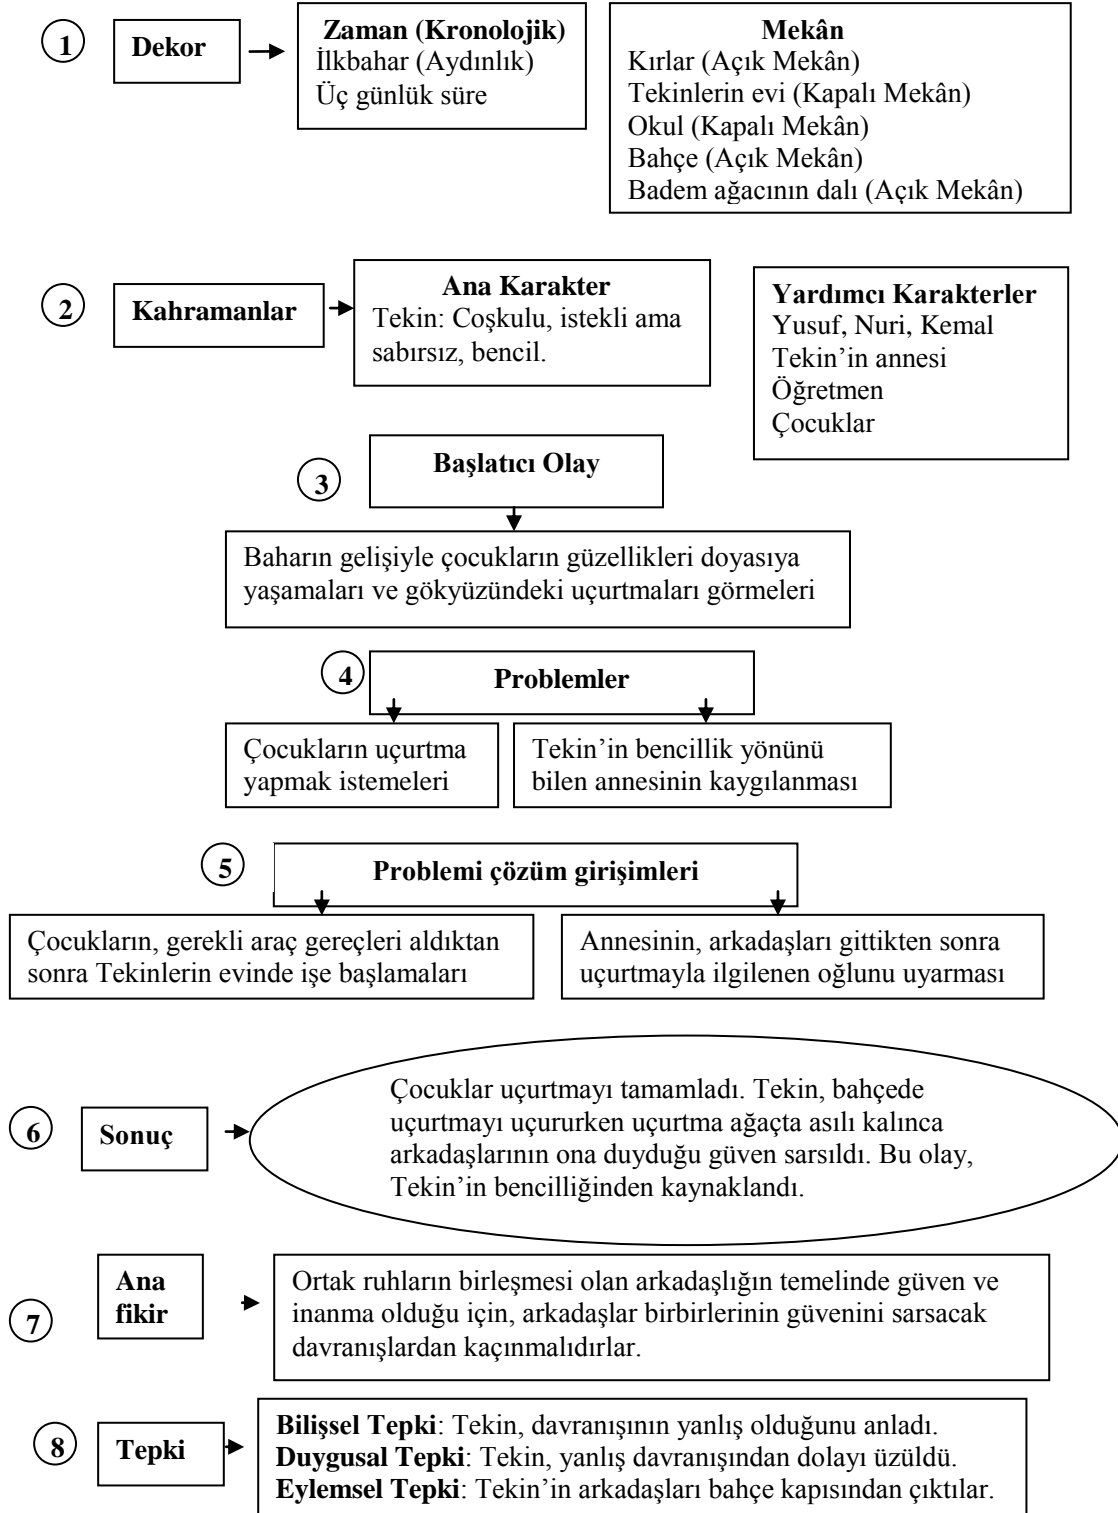 1
Dekor
Zaman (Kronolojik)
İlkbahar (Aydınlık)
Üç günlük süre
Mekân
Kırlar (Açık Mekân)
Tekinlerin evi (Kapalı Mekân)
Okul (Kapalı Mekân)
Bahçe (Açık Mekân)
Badem ağacının dalı (Açık Mekân)
2
Kahramanlar
Ana Karakter
Tekin: Coşkulu, istekli ama
sabırsız, bencil.
Yardımcı Karakterler
Yusuf, Nuri, Kemal
Tekin’in annesi
Öğretmen
Çocuklar
3
Başlatıcı Olay
Baharın gelişiyle çocukların güzellikleri doyasıya
yaşamaları ve gökyüzündeki uçurtmaları görmeleri
4
Problemler
Çocukların uçurtma
yapmak istemeleri
Tekin’in bencillik yönünü
bilen annesinin kaygılanması
5
Problemi çözüm girişimleri
Çocukların, gerekli araç gereçleri aldıktan
sonra Tekinlerin evinde işe başlamaları
Annesinin, arkadaşları gittikten sonra
uçurtmayla ilgilenen oğlunu uyarması
6
Sonuç
Çocuklar uçurtmayı tamamladı. Tekin, bahçede
uçurtmayı uçururken uçurtma ağaçta asılı kalınca
arkadaşlarının ona duyduğu güven sarsıldı. Bu olay,
Tekin’in bencilliğinden kaynaklandı.
7
Ana
fikir
Ortak ruhların birleşmesi olan arkadaşlığın temelinde güven ve
inanma olduğu için, arkadaşlar birbirlerinin güvenini sarsacak
davranışlardan kaçınmalıdırlar.
8
Tepki
Bilişsel Tepki: Tekin, davranışının yanlış olduğunu anladı.
Duygusal Tepki: Tekin, yanlış davranışından dolayı üzüldü.
Eylemsel Tepki: Tekin’in arkadaşları bahçe kapısından çıktılar.